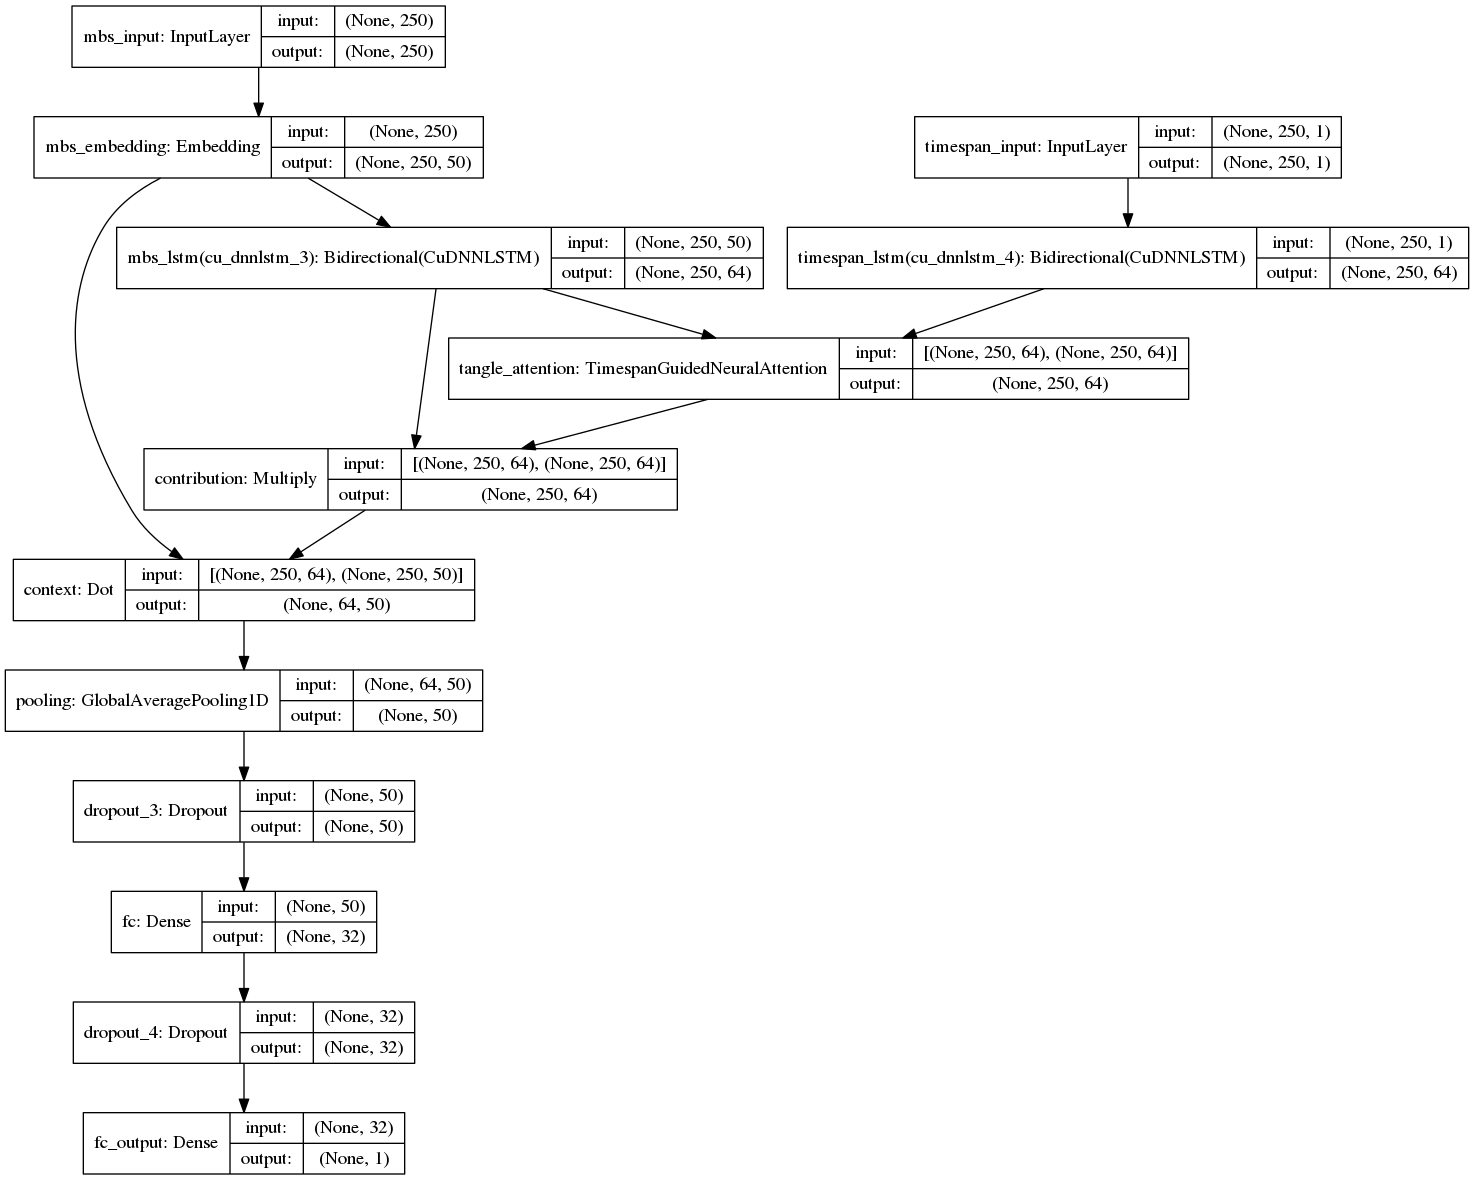 mbs_input: InputLayer
input: (None, 250)
output: (None, 250)
mbs_embedding: Embedding
input: (None, 250)
output: (None, 250, 50)
timespan_input: InputLayer
input: (None, 250, 1)
output: (None, 250, 1)
mbs_lstm(cu_dnnlstm_3): Bidirectional(CuDNNLSTM)
input: (None, 250, 50)
output: (None, 250, 64)
timespan_lstm(cu_dnnlstm_4): Bidirectional(CuDNNLSTM)
input: (None, 250, 1)
output: (None, 250, 64)
tangle_attention: TimespanGuidedNeuralAttention
input: [(None, 250, 64), (None, 250, 64)]
output: (None, 250, 64)
contribution: Multiply
input: [(None, 250, 64), (None, 250, 64)]
output: (None, 250, 64)
context: Dot
input: [(None, 250, 64), (None, 250, 50)]
output: (None, 64, 50)
pooling: GlobalAveragePooling1D
input: (None, 64, 50)
output: (None, 50)
dropout_3: Dropout
input: (None, 50)
output: (None, 50)
fc: Dense
input: (None, 50)
output: (None, 32)
dropout_4: Dropout
input: (None, 32)
output: (None, 32)
fc_output: Dense
input: (None, 32)
output: (None, 1)